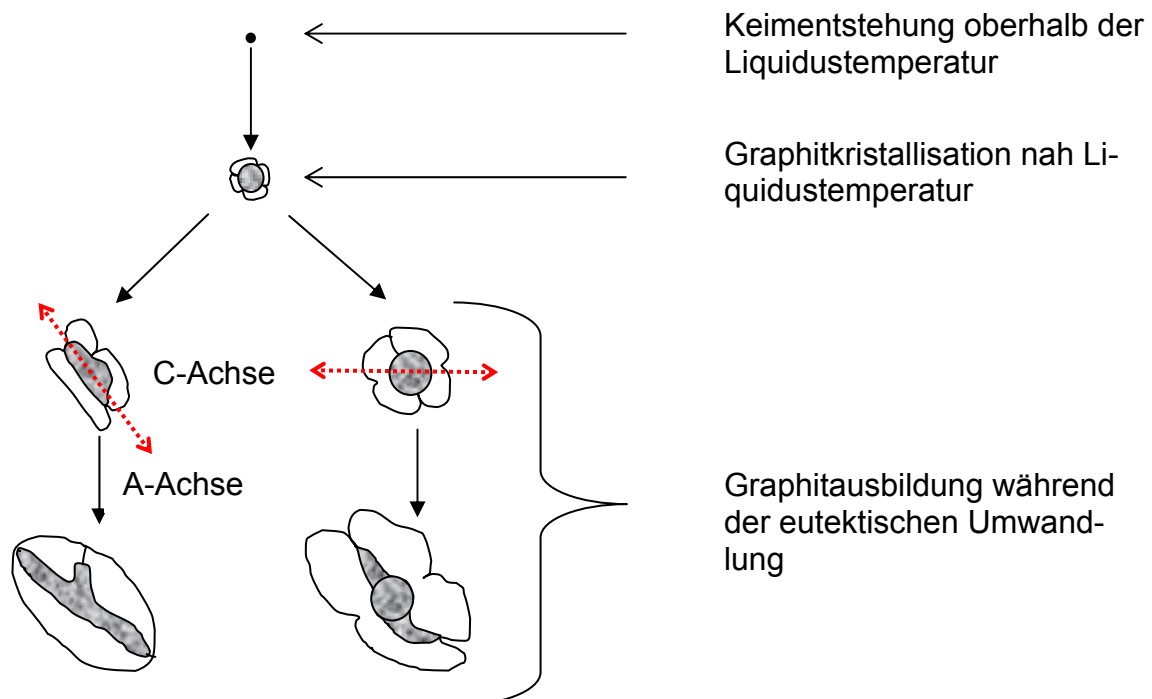 Keimentstehung oberhalb der
Liquidustemperatur
Graphitkristallisation nah Li-
quidustemperatur
C-Achse
A-Achse
Graphitausbildung während
der eutektischen Umwand-
lung